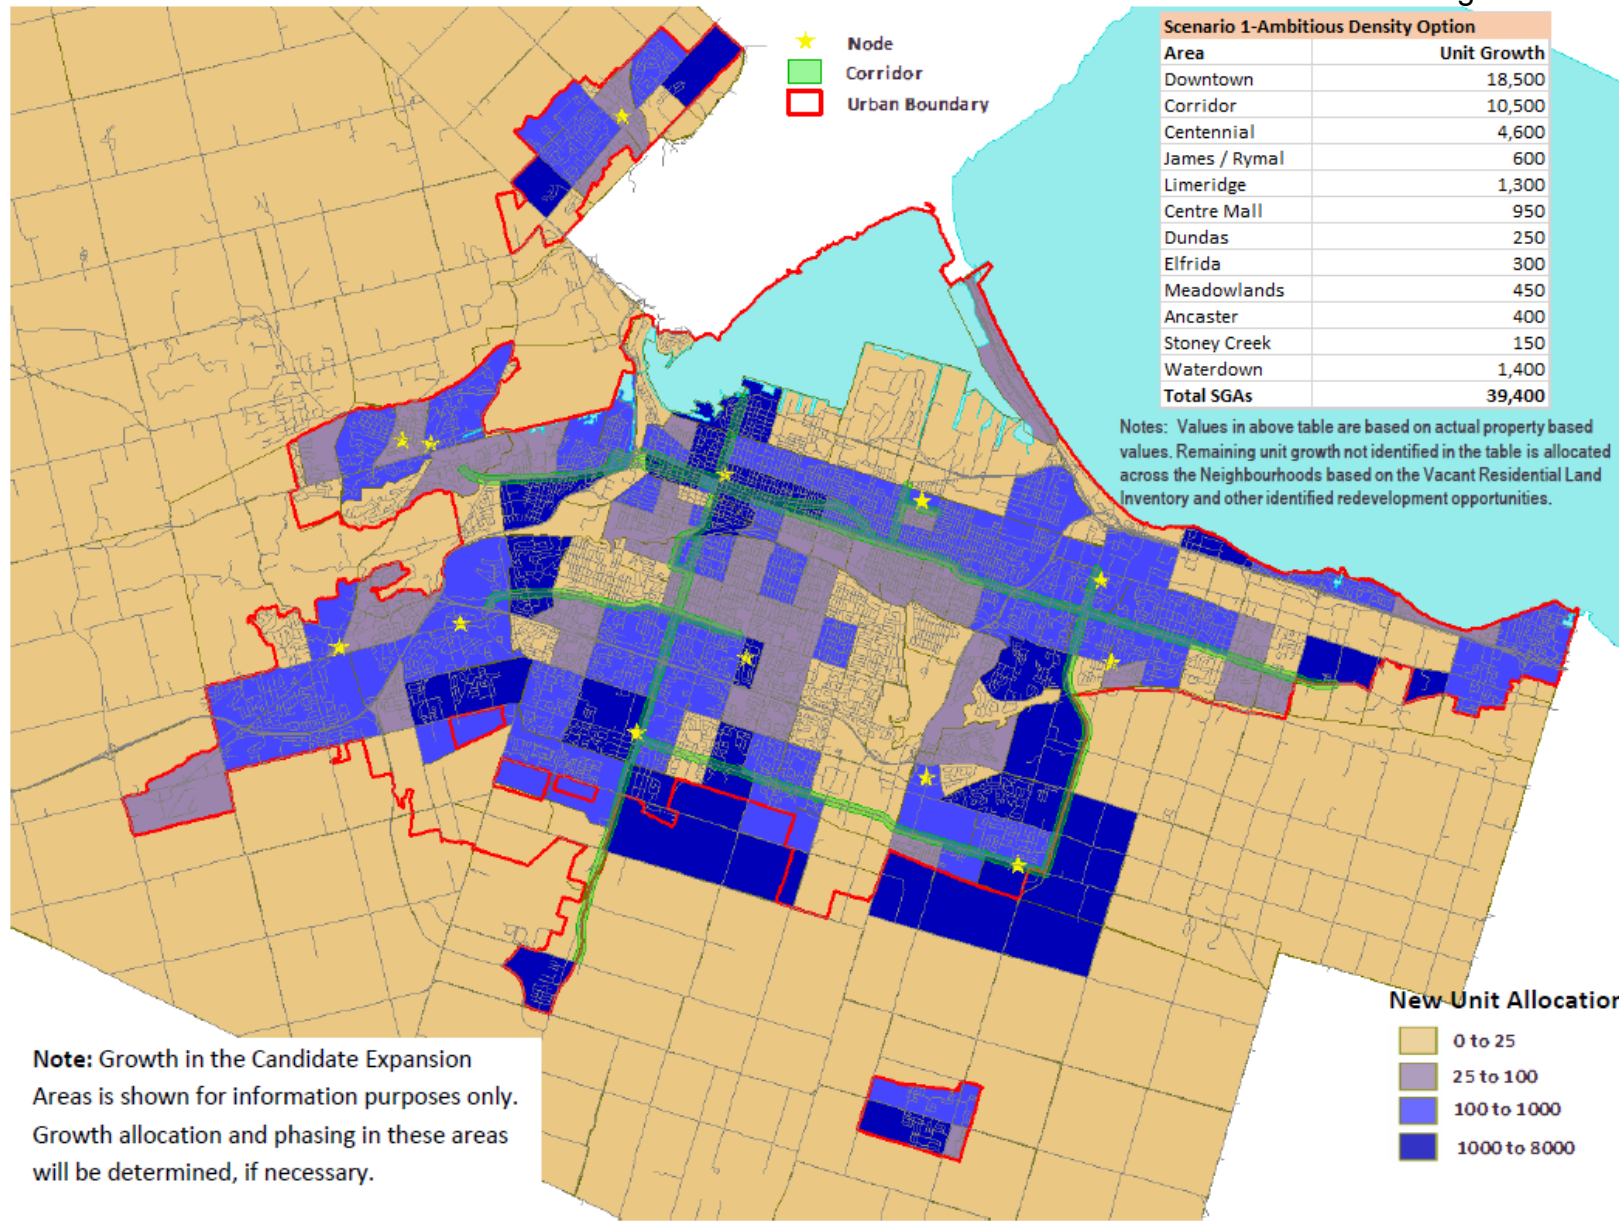 Node
Corridor
Urban Boundary
Scenario 1-Ambitious Density Option
Area Unit Growth
Downtown 18,500
Corridor 10,500
Centennial 4,600
James / Rymal 600
Limeridge 1,300
Centre Mall 950
Dundas 250
Elfrida 300
Meadowlands 450
Ancaster 400
Stoney Creek 150
Waterdown 1,400
Total SGAs 39,400
Notes: Values in above table are based on actual property based
values. Remaining unit growth not identified in the table is allocated
across the Neighbourhoods based on the Vacant Residential Land
Inventory and other identified redevelopment opportunities.
New Unit Allocation
0 to 25
25 to 100
100 to 1000
1000 to 8000
Note: Growth in the Candidate Expansion
Areas is shown for information purposes only.
Growth allocation and phasing in these areas
will be determined, if necessary.